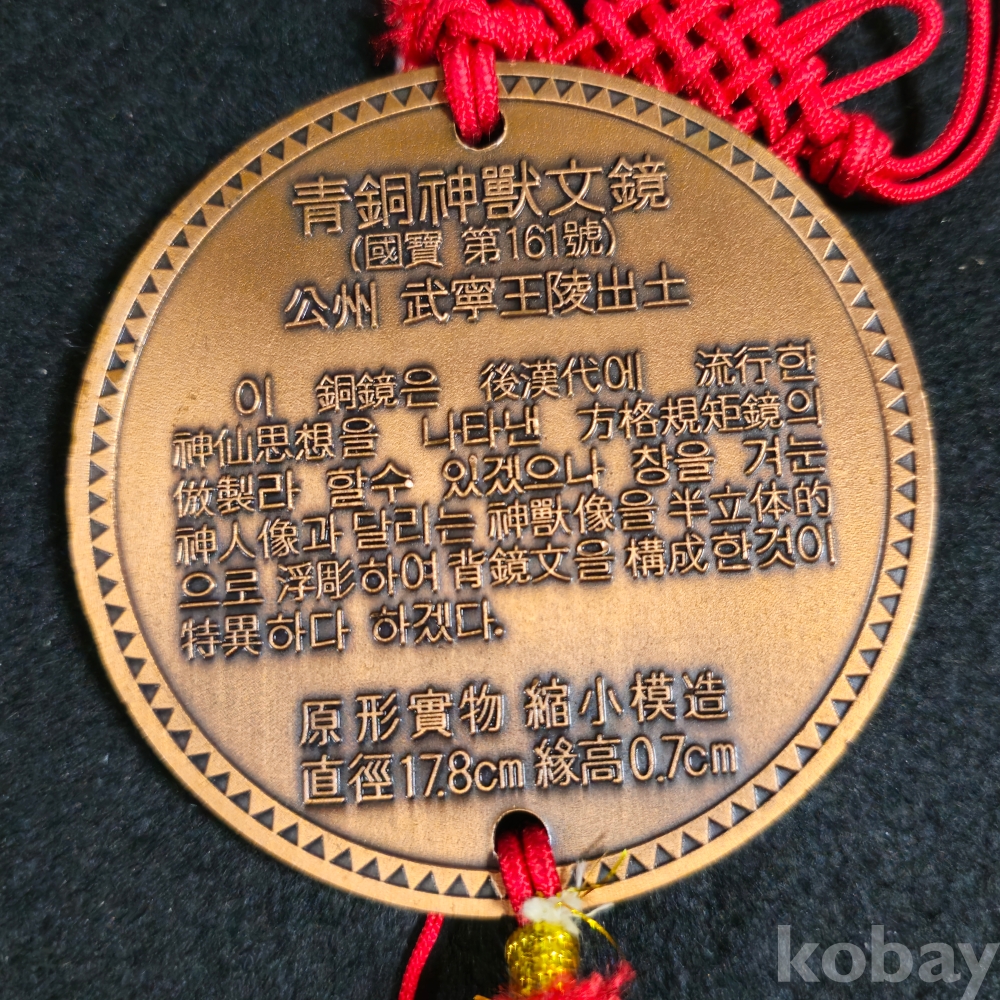 青銅神獸文鏡
(國寶 第161號)
公州 武寧王陵出土
이 銅鏡은 後漢代에 流行한
神仙思想을 나타낸 方格規矩鏡의
倣製라 할수 있겠으나 창을 겨눈
神人像과 달리는 神獸像을 半立体的
으로 浮彫하여 背鏡文을 構成한것이
特異하다 하겠다.
原形實物 縮小模造
直徑17.8cm 緣高0.7cm
kobay